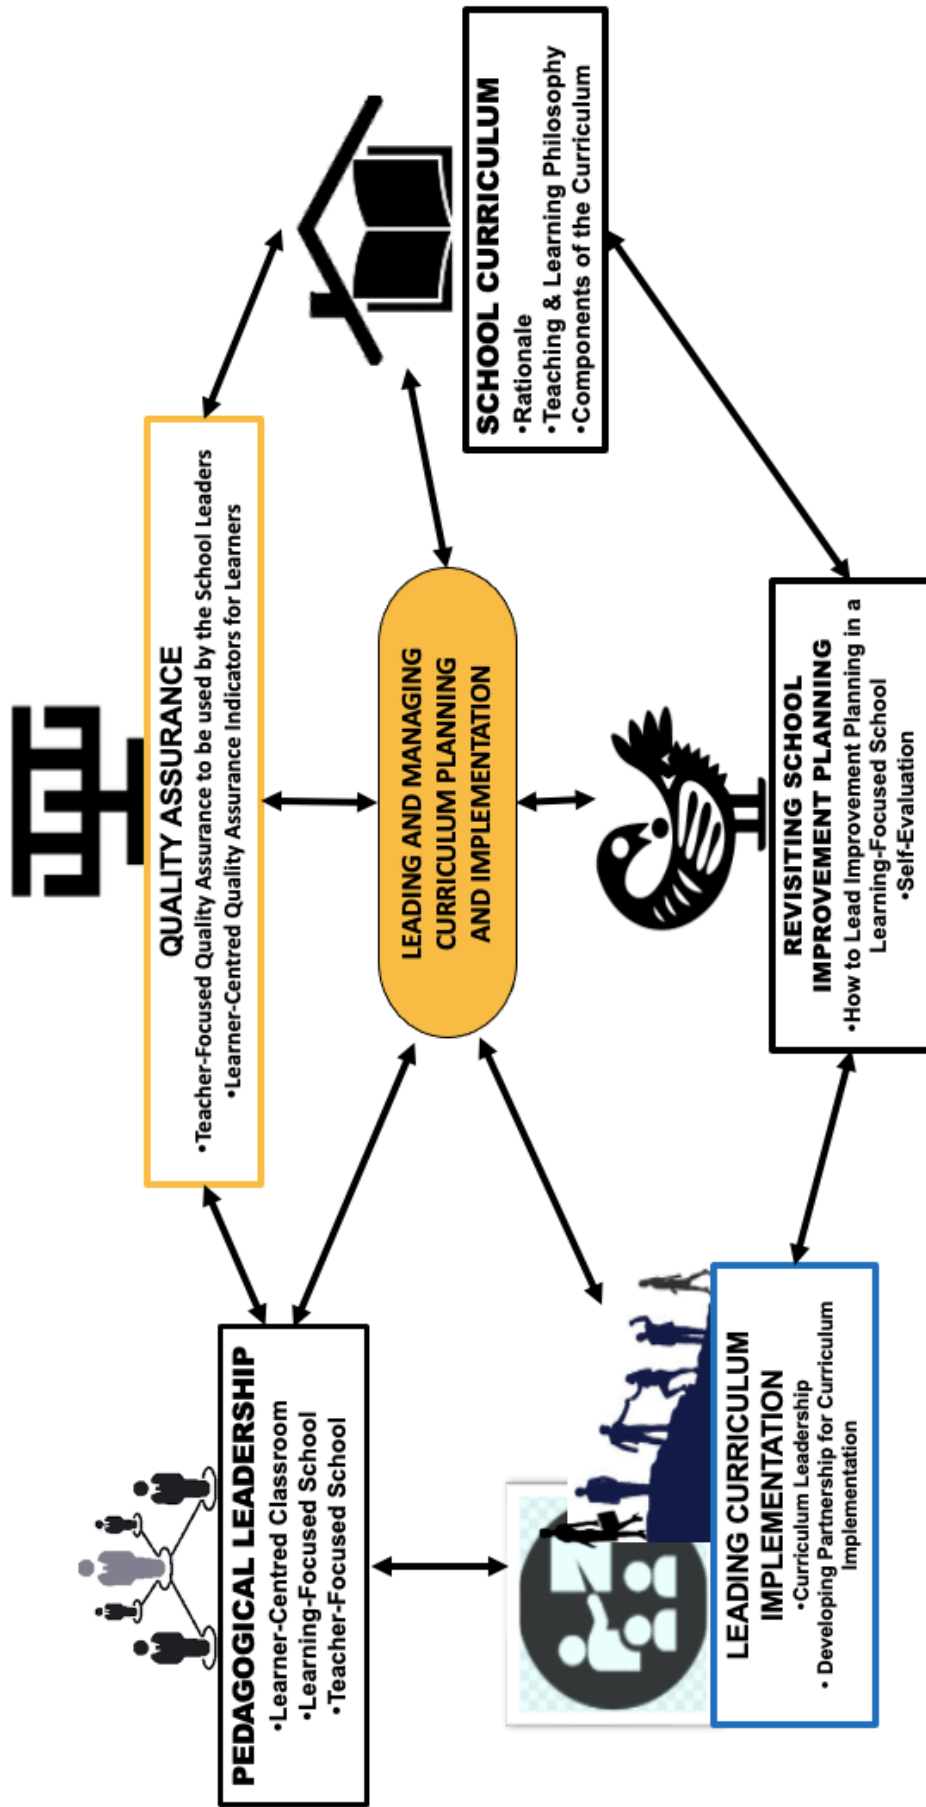 PEDAGOGICAL LEADERSHIP
•Learner-Centred Classroom
•Learning-Focused School
•Teacher-Focused School
QUALITY ASSURANCE
•Teacher-Focused Quality Assurance to be used by the School Leaders
•Learner-Centred Quality Assurance Indicators for Learners
SCHOOL CURRICULUM
•Rationale
•Teaching & Learning Philosophy
•Components of the Curriculum
LEADING AND MANAGING
CURRICULUM PLANNING
AND IMPLEMENTATION
LEADING CURRICULUM
IMPLEMENTATION
•Curriculum Leadership
• Developing Partnership for Curriculum
Implementation
REVISITING SCHOOL
IMPROVEMENT PLANNING
•How to Lead Improvement Planning in a
Learning-Focused School
•Self-Evaluation